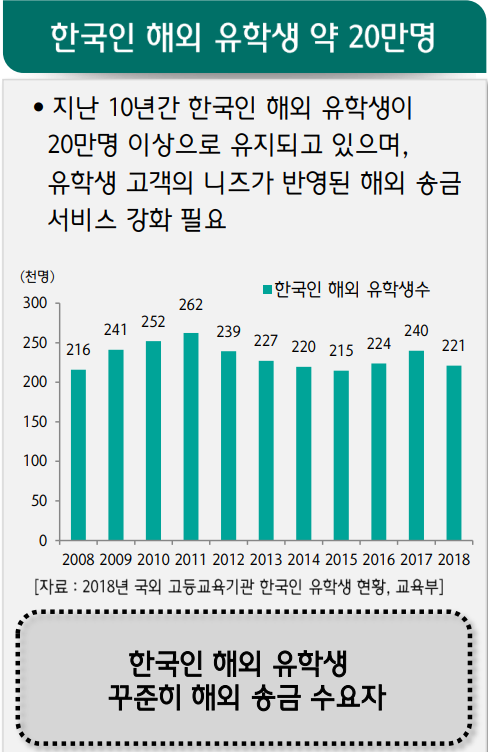 한국인 해외 유학생 약 20만명
• 지난 10년간 한국인 해외 유학생이
20만명 이상으로 유지되고 있으며,
유학생 고객의 니즈가 반영된 해외 송금
서비스 강화 필요
(천명)
■한국인 해외 유학생수
300
250
200
150
100
50
0
216
241
252
262
239
227
220
215
224
240
221
2008 2009 2010 2011 2012 2013 2014 2015 2016 2017 2018
[자료 : 2018년 국외 고등교육기관 한국인 유학생 현황, 교육부]
한국인 해외 유학생
꾸준히 해외 송금 수요자